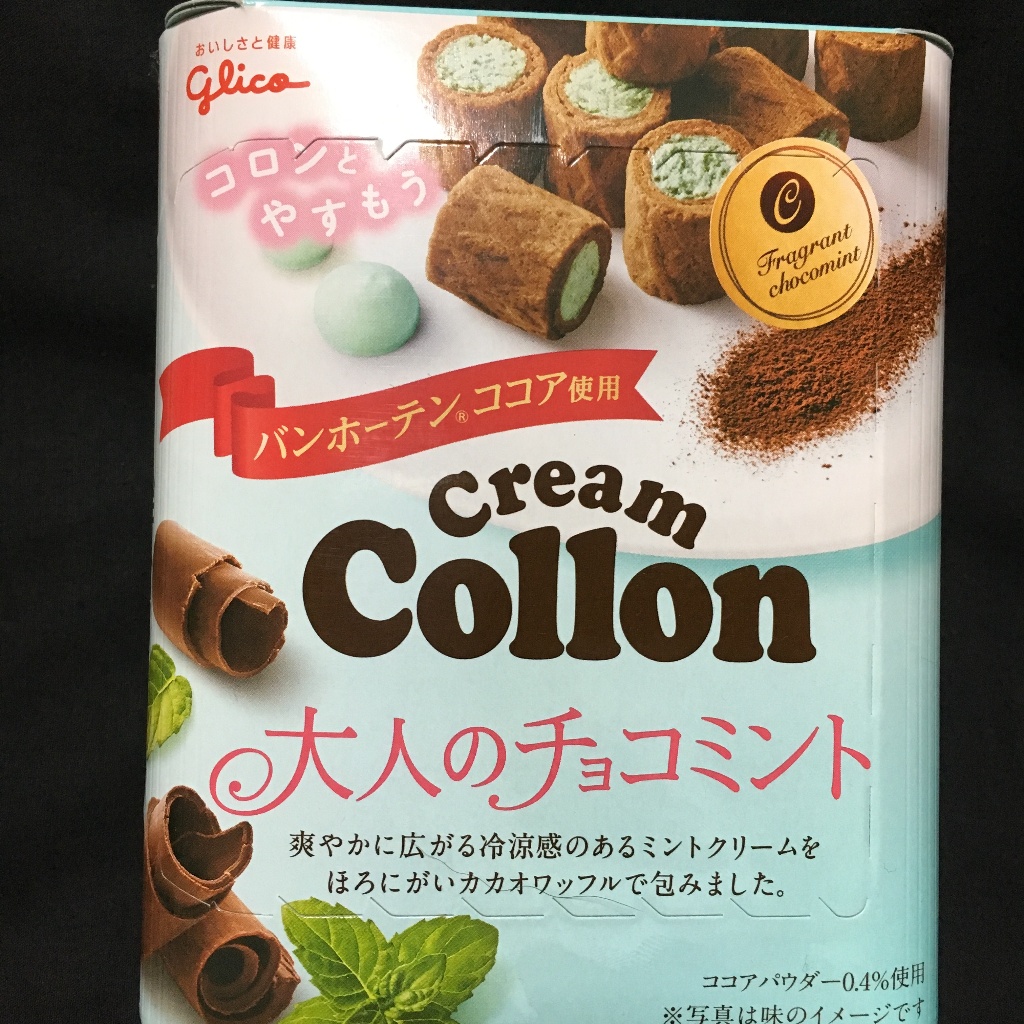 おいしさと健康
Glico
コロンと
やすもう
C
Fragrant
chocomint
バンホーテン®ココア使用
Cream
Collon
大人のチョコミント
爽やかに広がる冷涼感のあるミントクリームを
ほろにがいカカオワッフルで包みました。
ココアパウダー0.4%使用
※写真は味のイメージです